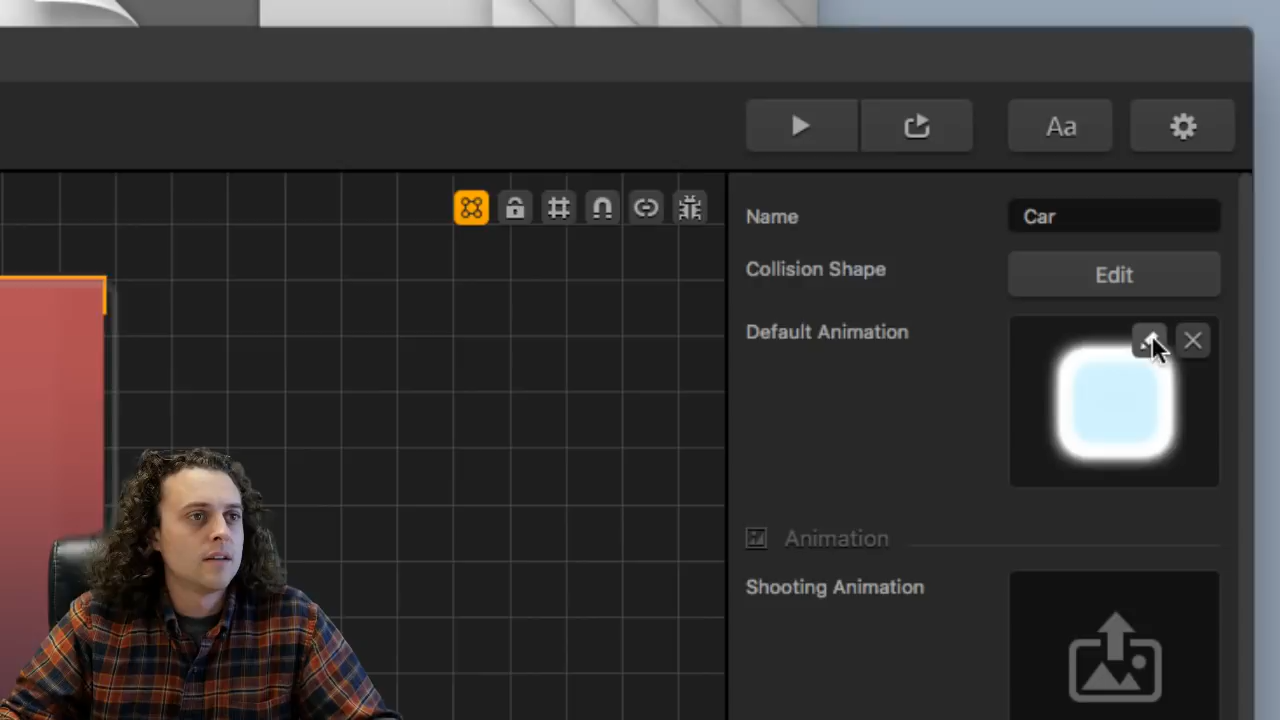 Aa
Name
Car
Collision Shape
Edit
Default Animation
Animation
Shooting Animation